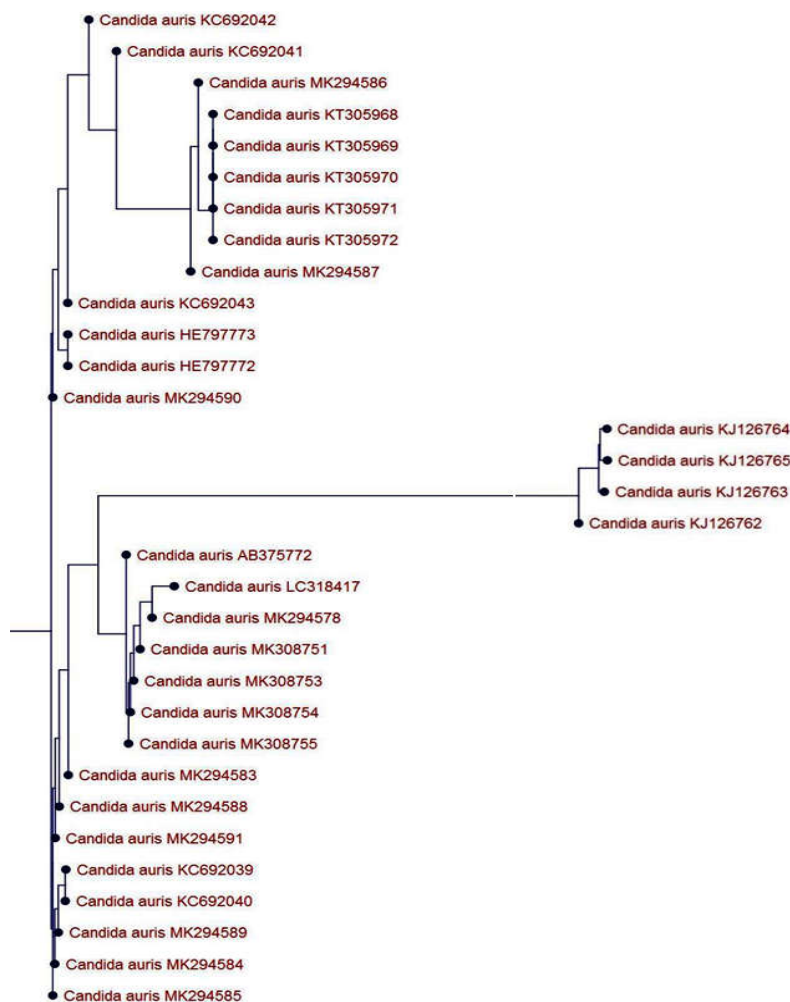 Candida auris KC692042
Candida auris KC692041
Candida auris MK294586
Candida auris KT305968
Candida auris KT305969
Candida auris KT305970
Candida auris KT305971
Candida auris KT305972
Candida auris MK294587
Candida auris KC692043
Candida auris HE797773
Candida auris HE797772
Candida auris MK294590
Candida auris KJ126764
Candida auris KJ126765
Candida auris KJ126763
Candida auris KJ126762
Candida auris AB375772
Candida auris LC318417
Candida auris MK294578
Candida auris MK308751
Candida auris MK308753
Candida auris MK308754
Candida auris MK308755
Candida auris MK294583
Candida auris MK294588
Candida auris MK294591
Candida auris KC692039
Candida auris KC692040
Candida auris MK294589
Candida auris MK294584
Candida auris MK294585